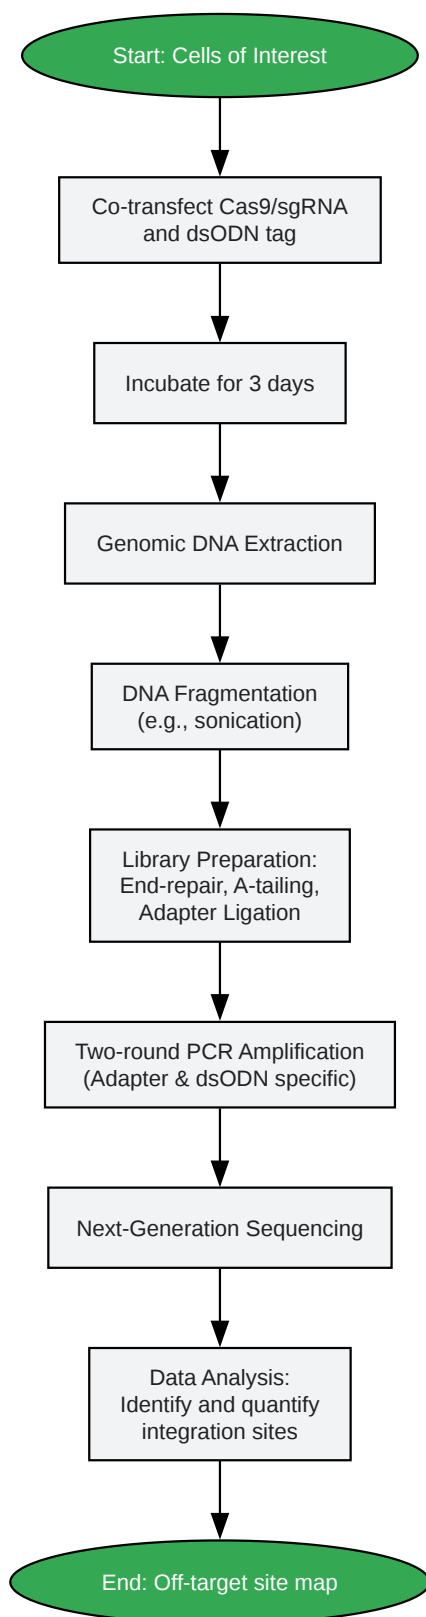 Start: Cells of Interest
Co-transfect Cas9/sgRNA
and dsODN tag
Incubate for 3 days
Genomic DNA Extraction
DNA Fragmentation
(e.g., sonication)
Library Preparation:
End-repair, A-tailing,
Adapter Ligation
Two-round PCR Amplification
(Adapter & dsODN specific)
Next-Generation Sequencing
Data Analysis:
Identify and quantify
integration sites
End: Off-target site map